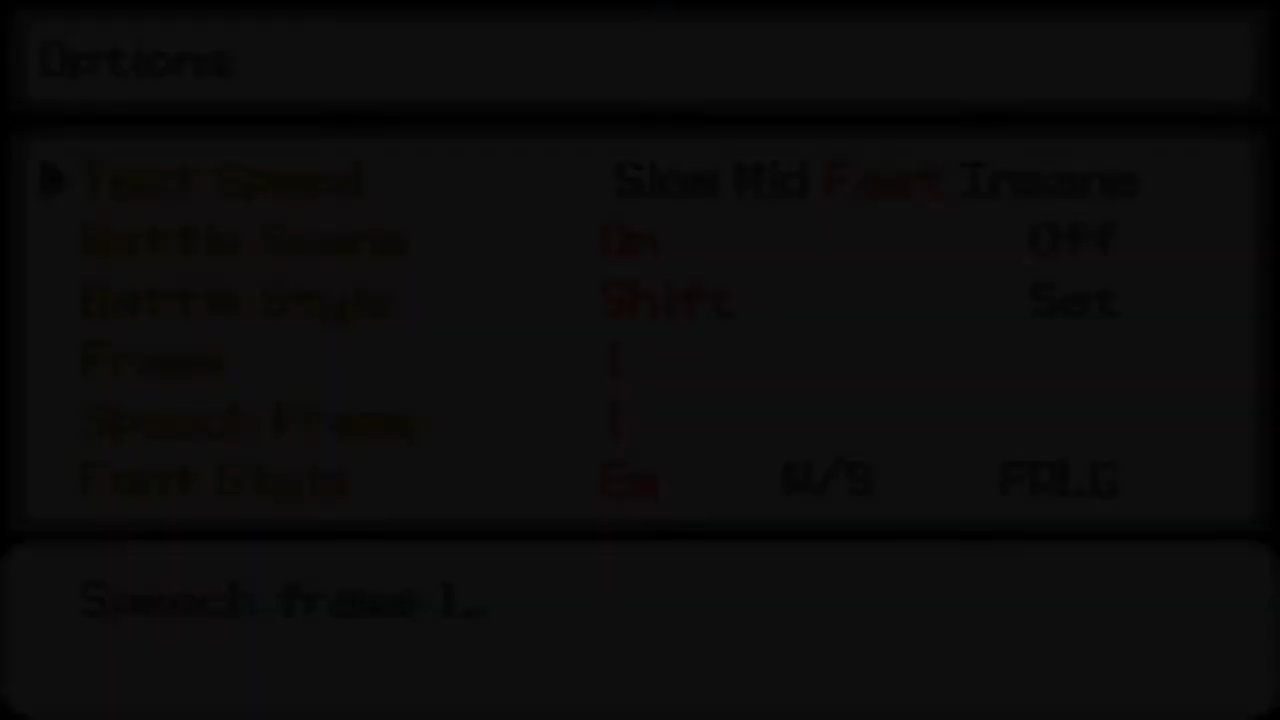 Options
Text Speed Slow Mid Fast Insane
Battle Scene On Off
Battle Style Shift Set
Frame 1
Speech Frame 1
Font Style Em R/S FRLG
Speech frame 1.